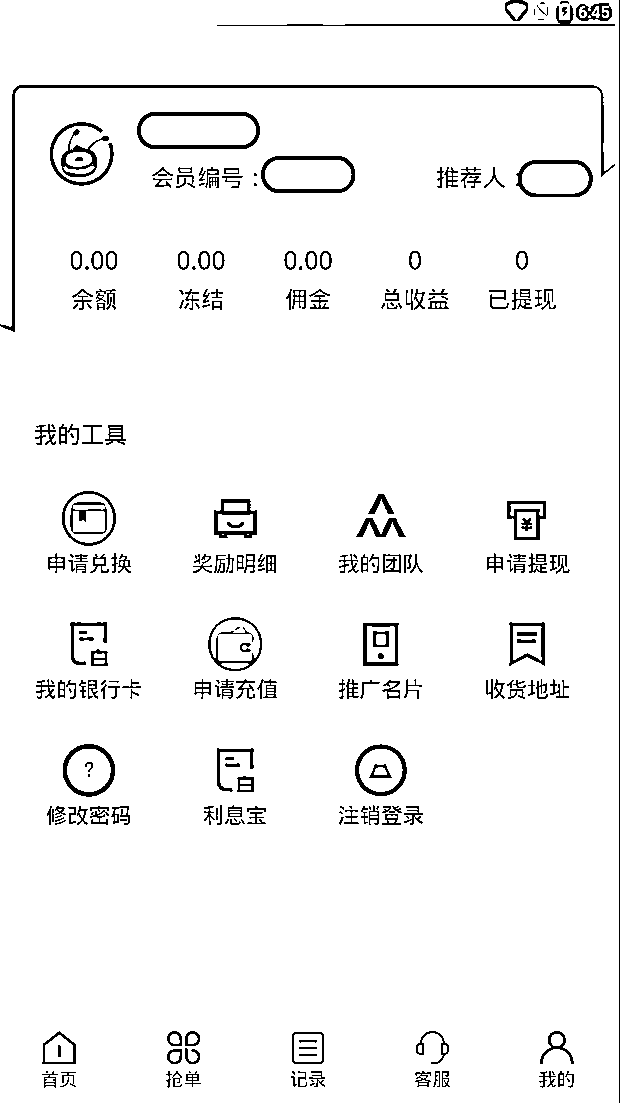 6:45
会员编号：
推荐人：
0.00 0.00 0.00 0 0
余额 冻结 佣金 总收益 已提现
我的工具
申请兑换 奖励明细 我的团队 申请提现
我的银行卡 申请充值 推广名片 收货地址
修改密码 利息宝 注销登录
首页 抢单 记录 客服 我的